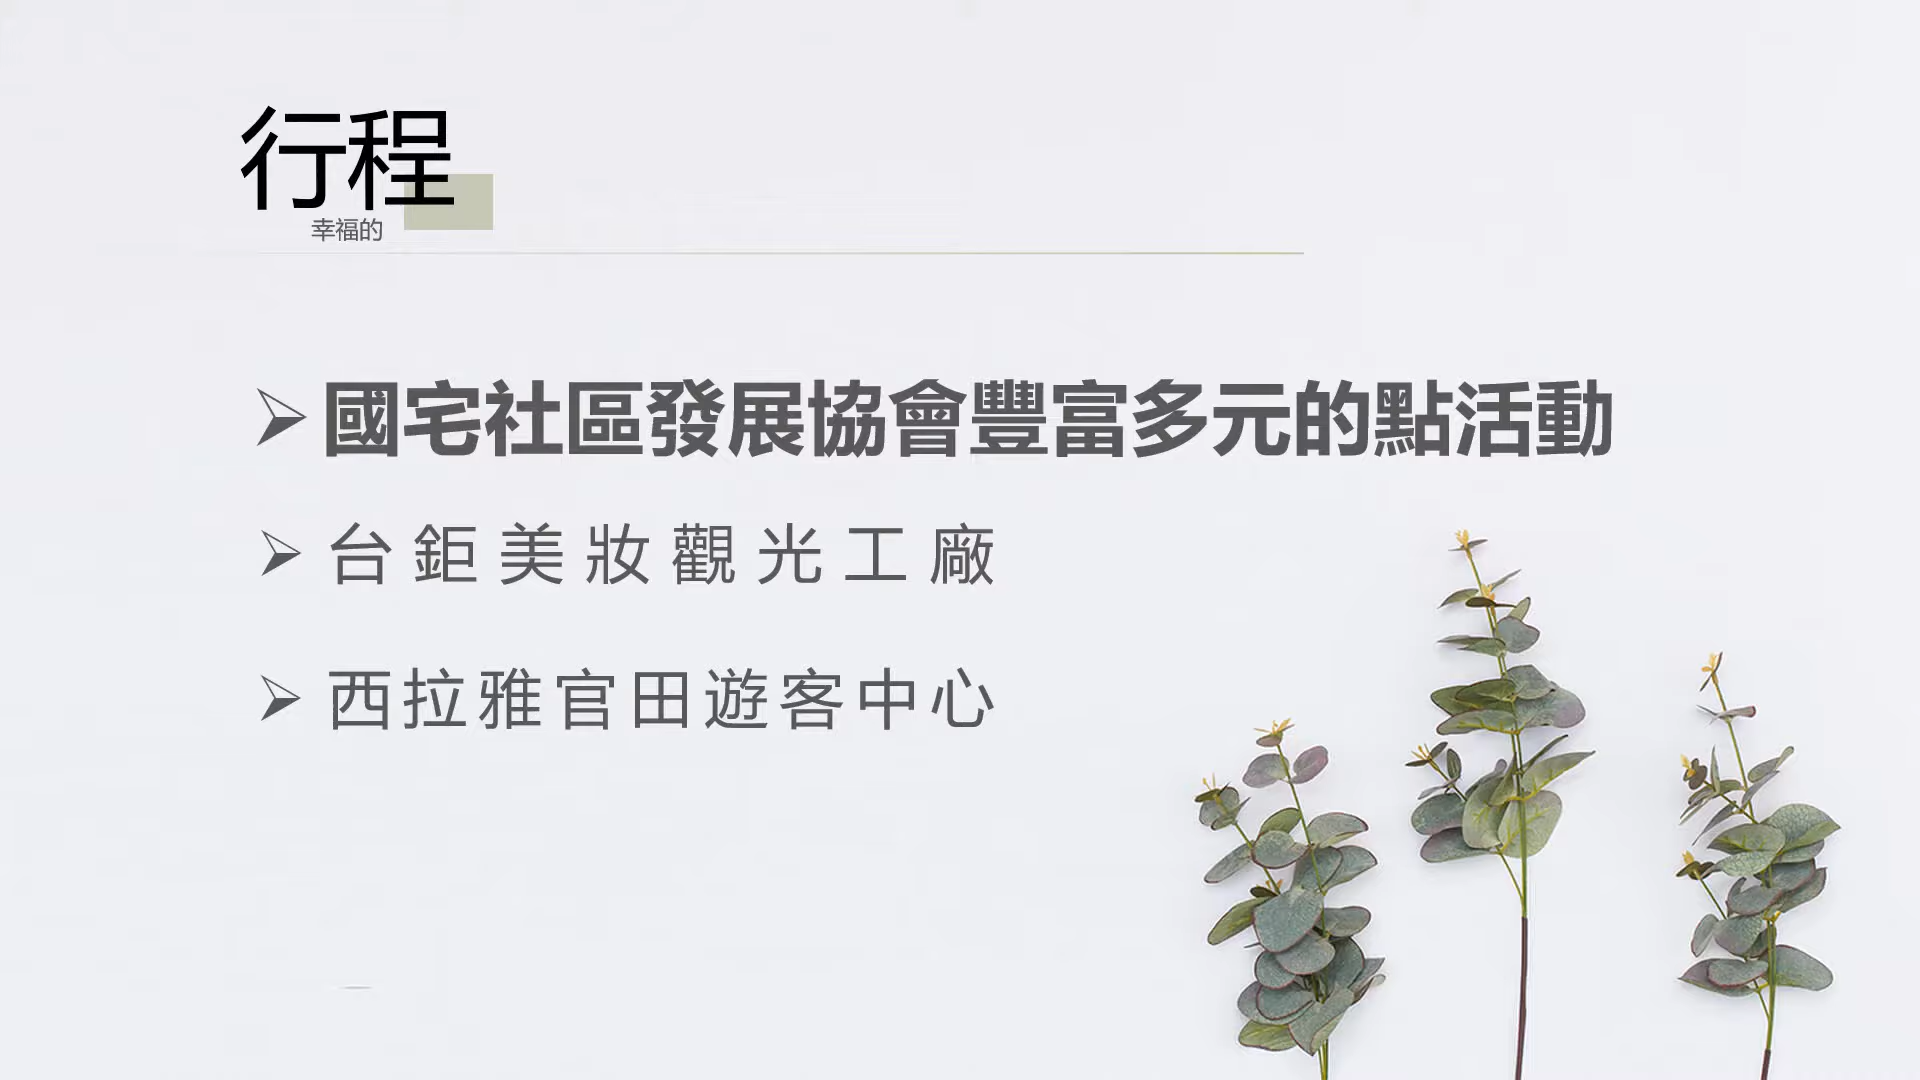 行程
幸福的
國宅社區發展協會豐富多元的點活動
台鉅美妝觀光工廠
西拉雅官田遊客中心